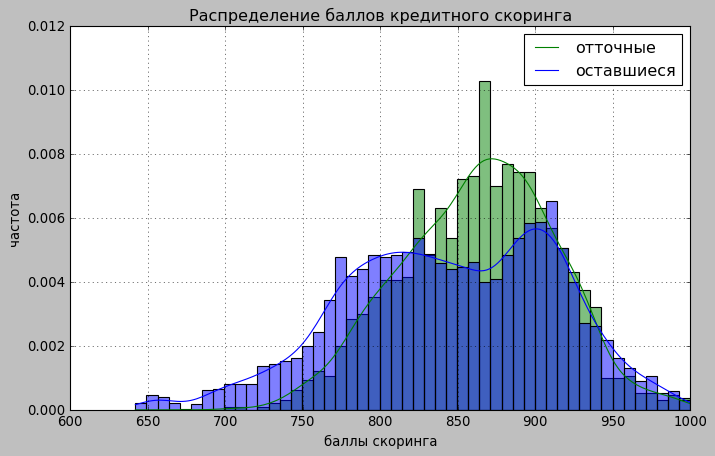 Распределение баллов кредитного скоринга
0.012
0.010
0.008
0.006
0.004
0.002
0.000
частота
отточные
оставшиеся
600 650 700 750 800 850 900 950 1000
баллы скоринга